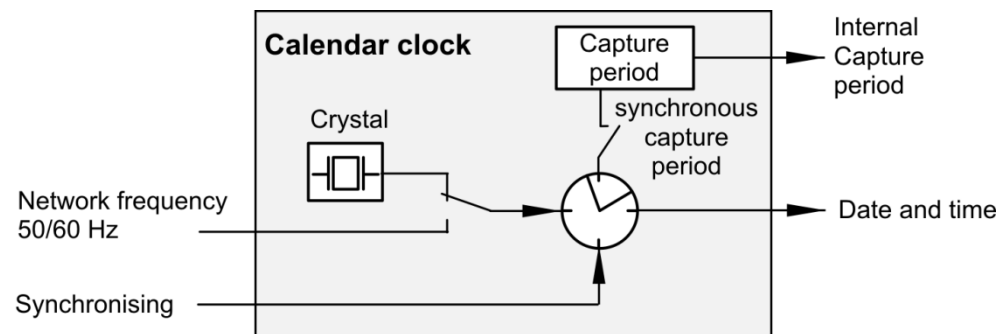 Calendar clock
Capture
period
Internal
Capture
period
synchronous
capture
period
Crystal
Network frequency
50/60 Hz
Date and time
Synchronising